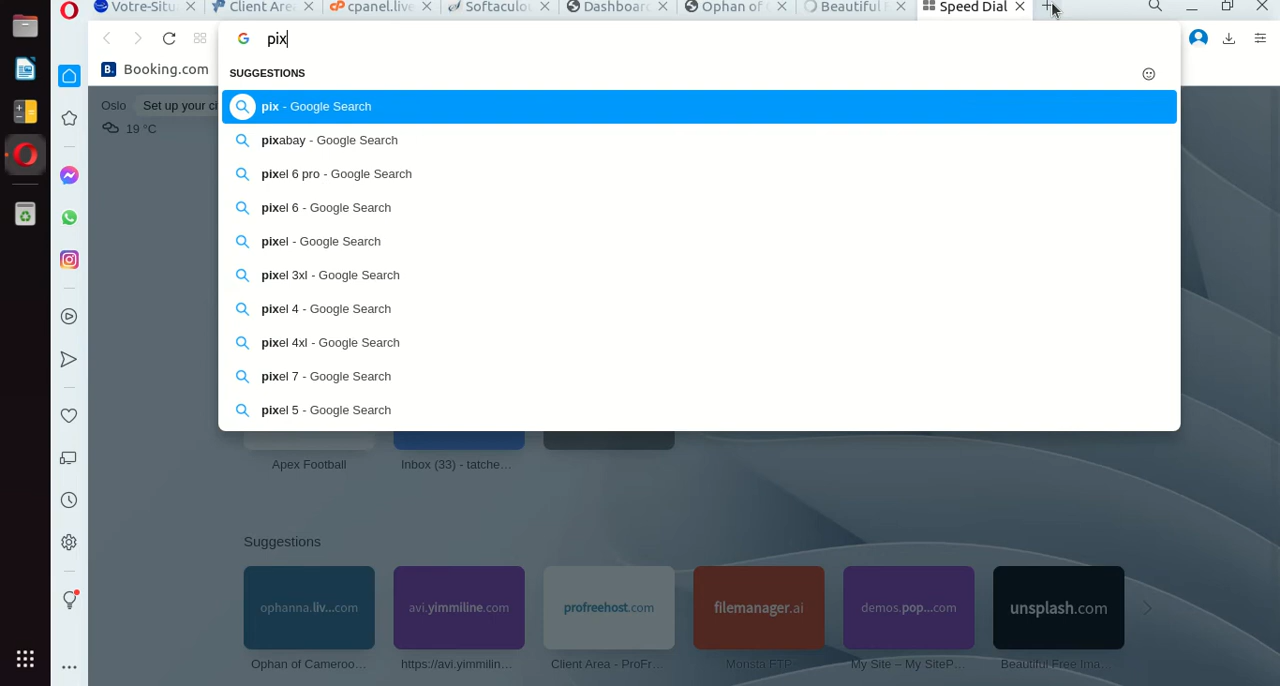 Votre-Situ
Client Are
cpanel.live
Softaculou
Dashboard
Ophan of C
Beautiful F
Speed Dial
pix
Booking.com
SUGGESTIONS
Oslo
Set up your ci
19 °C
pix - Google Search
pixabay - Google Search
pixel 6 pro - Google Search
pixel 6 - Google Search
pixel - Google Search
pixel 3xl - Google Search
pixel 4 - Google Search
pixel 4xl - Google Search
pixel 7 - Google Search
pixel 5 - Google Search
Apex Football
Inbox (33) - tatche...
Suggestions
ophanna.liv...com
avi.yimmiline.com
profreehost.com
filemanager.ai
demos.pop...com
unsplash.com
Ophan of Cameroo...
https://avi.yimmilin...
Client Area - ProFr...
Monsta FTP
My Site – My SiteP...
Beautiful Free Ima...